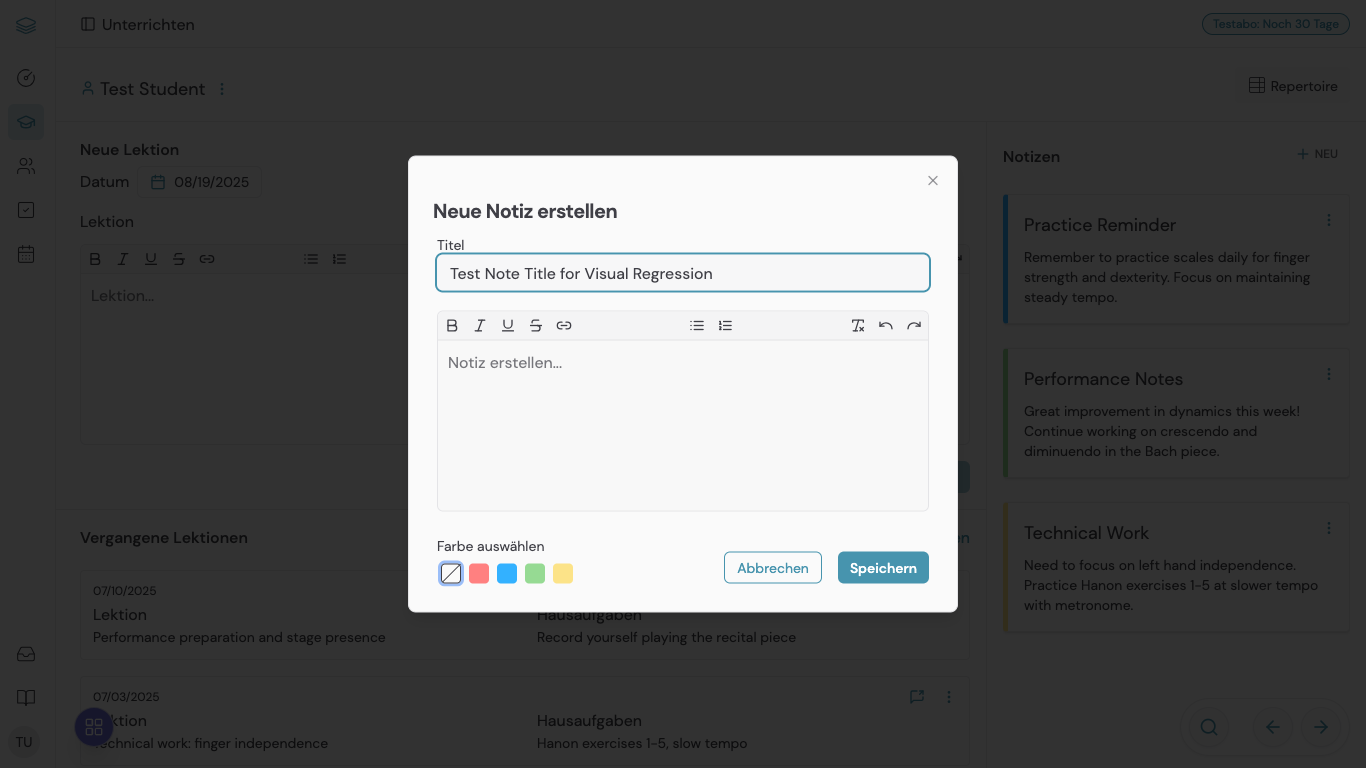 Unterrichten
Testabo: Noch 30 Tage
Test Student
Repertoire
Neue Lektion
Datum
08/19/2025
Lektion
Lektion...
Neue Notiz erstellen
Titel
Test Note Title for Visual Regression
Notiz erstellen...
Farbe auswählen
Abbrechen
Speichern
Notizen
NEU
Practice Reminder
Remember to practice scales daily for finger
strength and dexterity. Focus on maintaining
steady tempo.
Performance Notes
Great improvement in dynamics this week!
Continue working on crescendo and
diminuendo in the Bach piece.
Technical Work
Need to focus on left hand independence.
Practice Hanon exercises 1-5 at slower tempo
with metronome.
Vergangene Lektionen
07/10/2025
Lektion
Hausaufgaben
Performance preparation and stage presence
Record yourself playing the recital piece
07/03/2025
Lektion
Hausaufgaben
Technical work: finger independence
Hanon exercises 1-5, slow tempo
TU